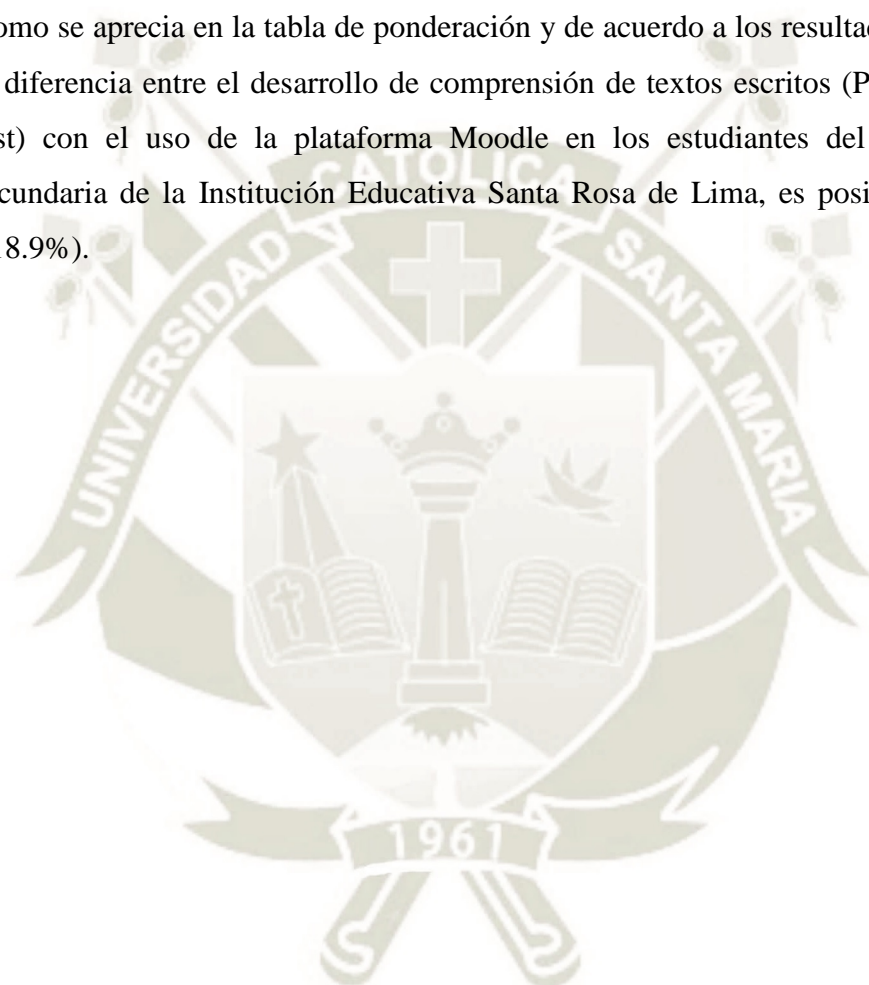 omo se aprecia en la tabla de ponderación y de acuerdo a los resultad
diferencia entre el desarrollo de comprensión de textos escritos (P
st) con el uso de la plataforma Moodle en los estudiantes del
cundaria de la Institución Educativa Santa Rosa de Lima, es posi
8.9%).
UNIVERSIDAD CATOLICA SANTA MARIA
1961